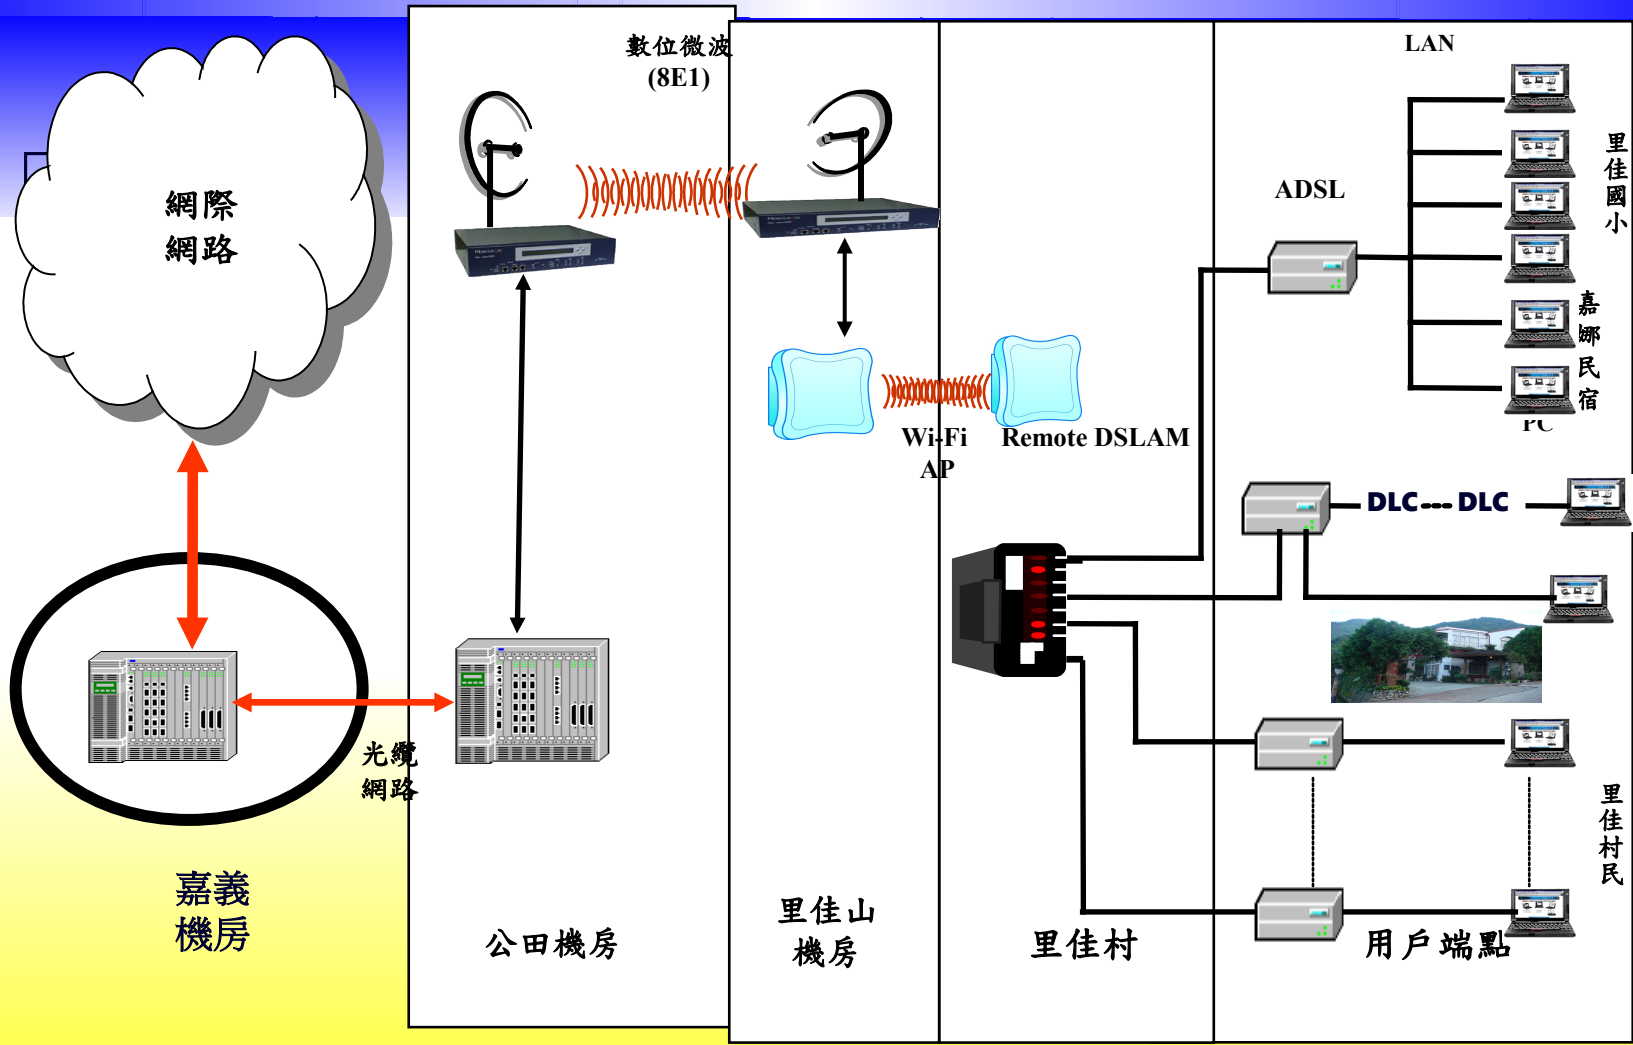 網際
網路
數位微波
(8E1)
LAN
ADSL
里佳國小
嘉娜民宿
PC
Wi-Fi
AP
Remote DSLAM
DLC --- DLC
光纜
網路
里佳村民
嘉義
機房
公田機房
里佳山
機房
里佳村
用戶端點